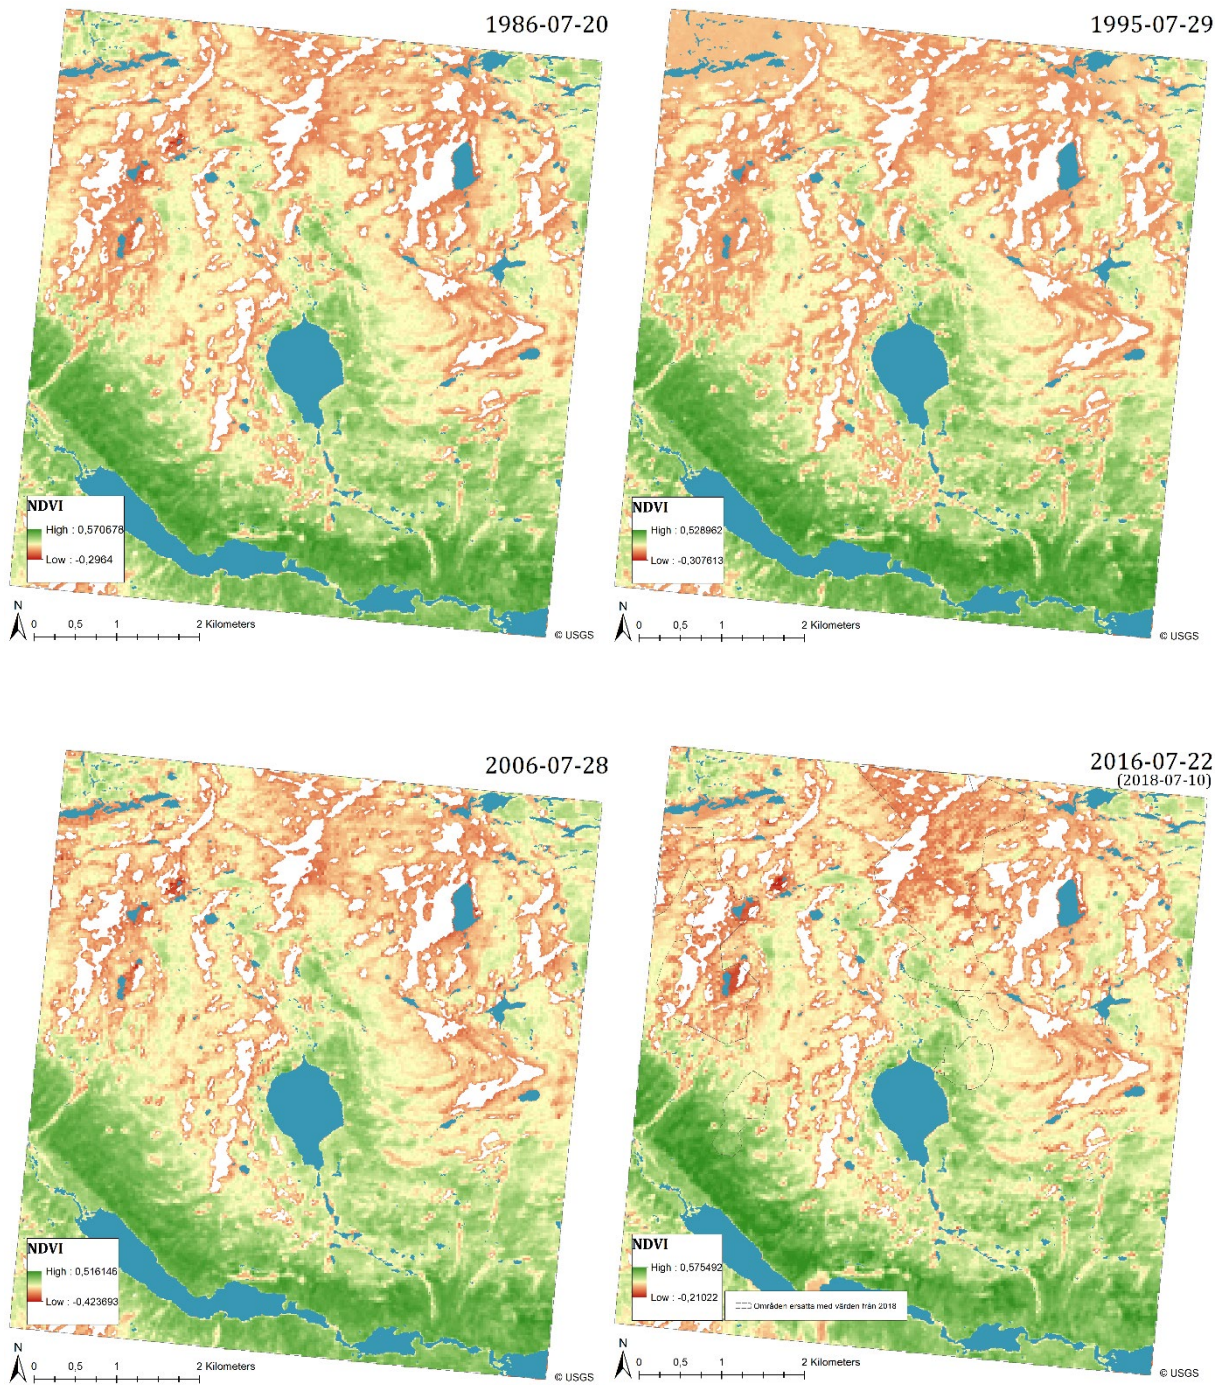 1986-07-20
NDVI
High : 0,570678
Low : -0,2964
N
0 0,5 1 2 Kilometers
© USGS
1995-07-29
NDVI
High : 0,528962
Low : -0,307613
N
0 0,5 1 2 Kilometers
© USGS
2006-07-28
NDVI
High : 0,516146
Low : -0,423693
N
0 0,5 1 2 Kilometers
© USGS
2016-07-22
(2018-07-10)
NDVI
High : 0,575492
Low : -0,21022
Områden ersatta med värden från 2018
N
0 0,5 1 2 Kilometers
© USGS